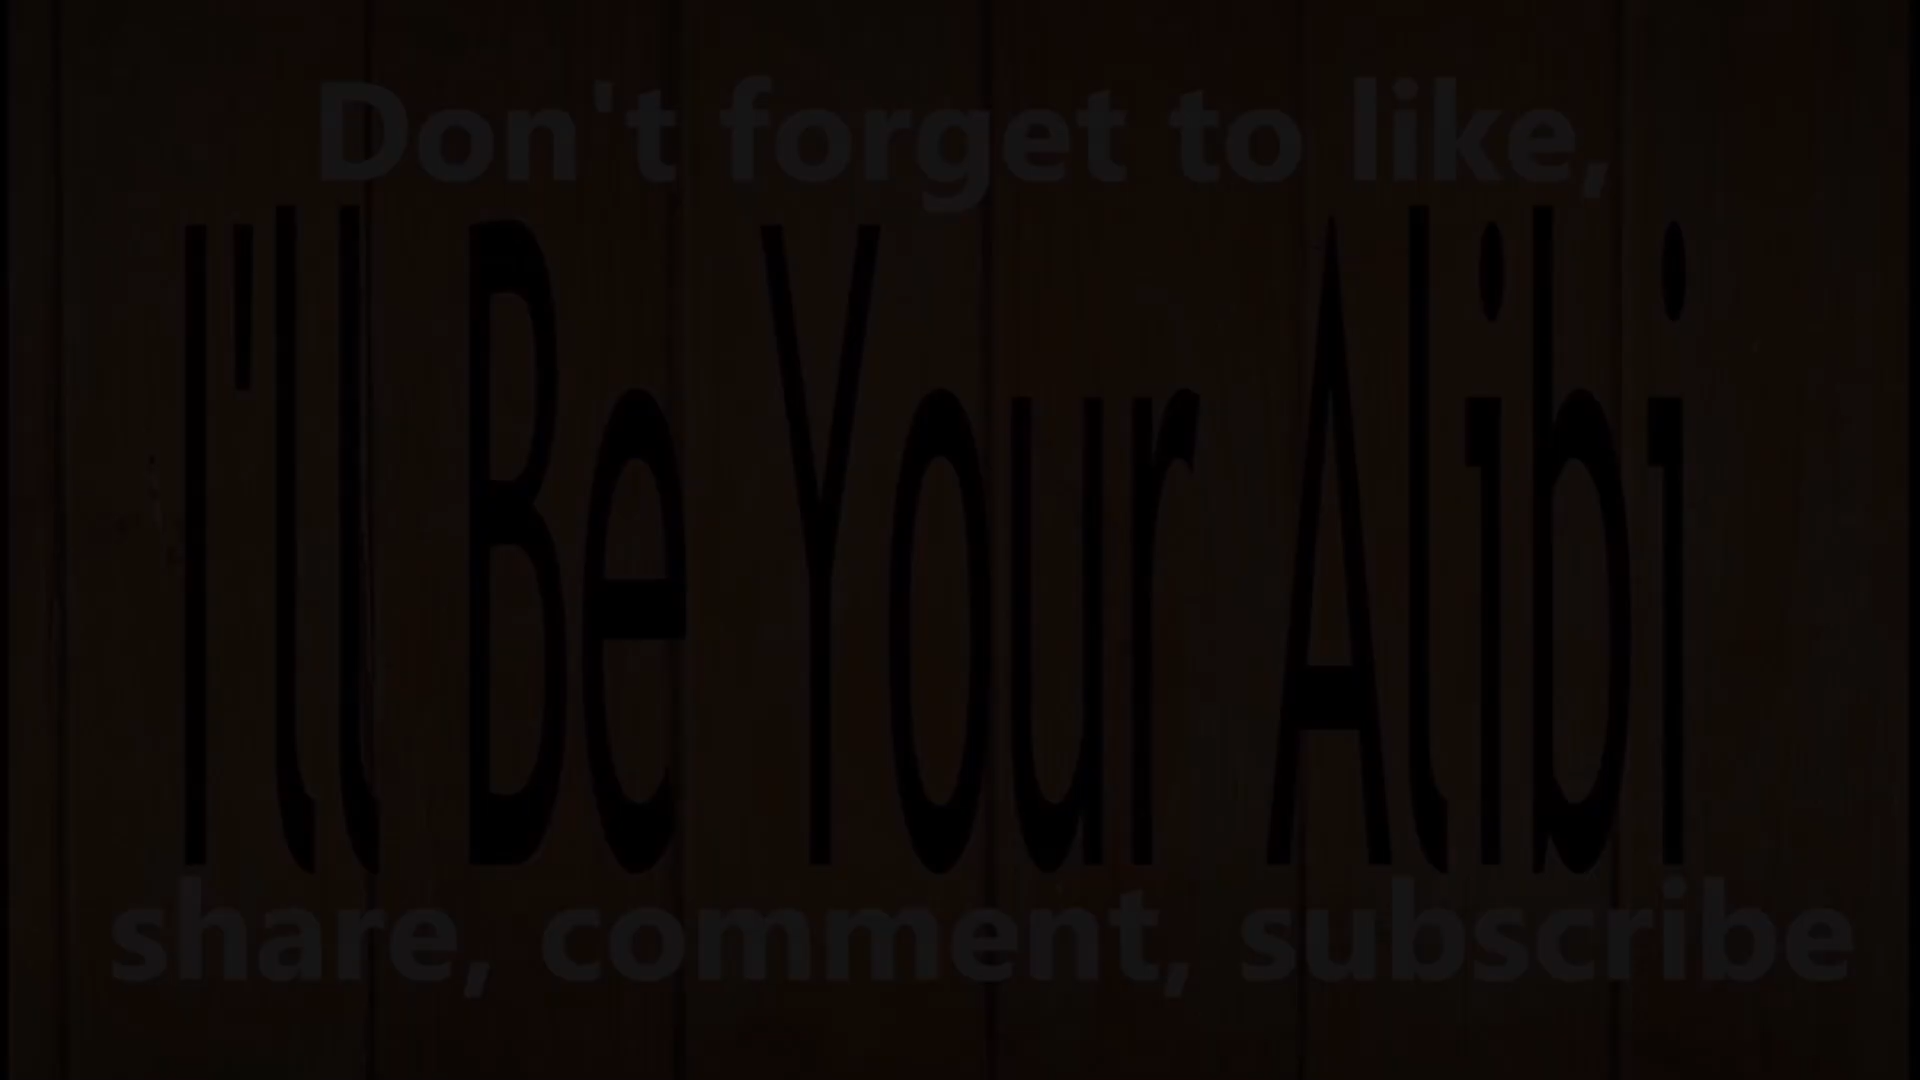 Don't forget to like,
I'll Be Your Alibi
share, comment, subscribe